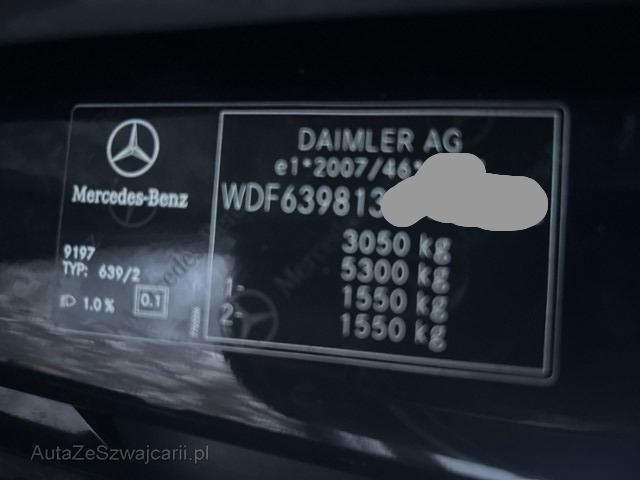 Mercedes-Benz
9197
TYP: 639/2
1.0 %
0.1
DAIMLER AG
e1*2007/46*
WDF639813
3050 kg
5300 kg
1- 1550 kg
2- 1550 kg
AutaZeSzwajcarii.pl